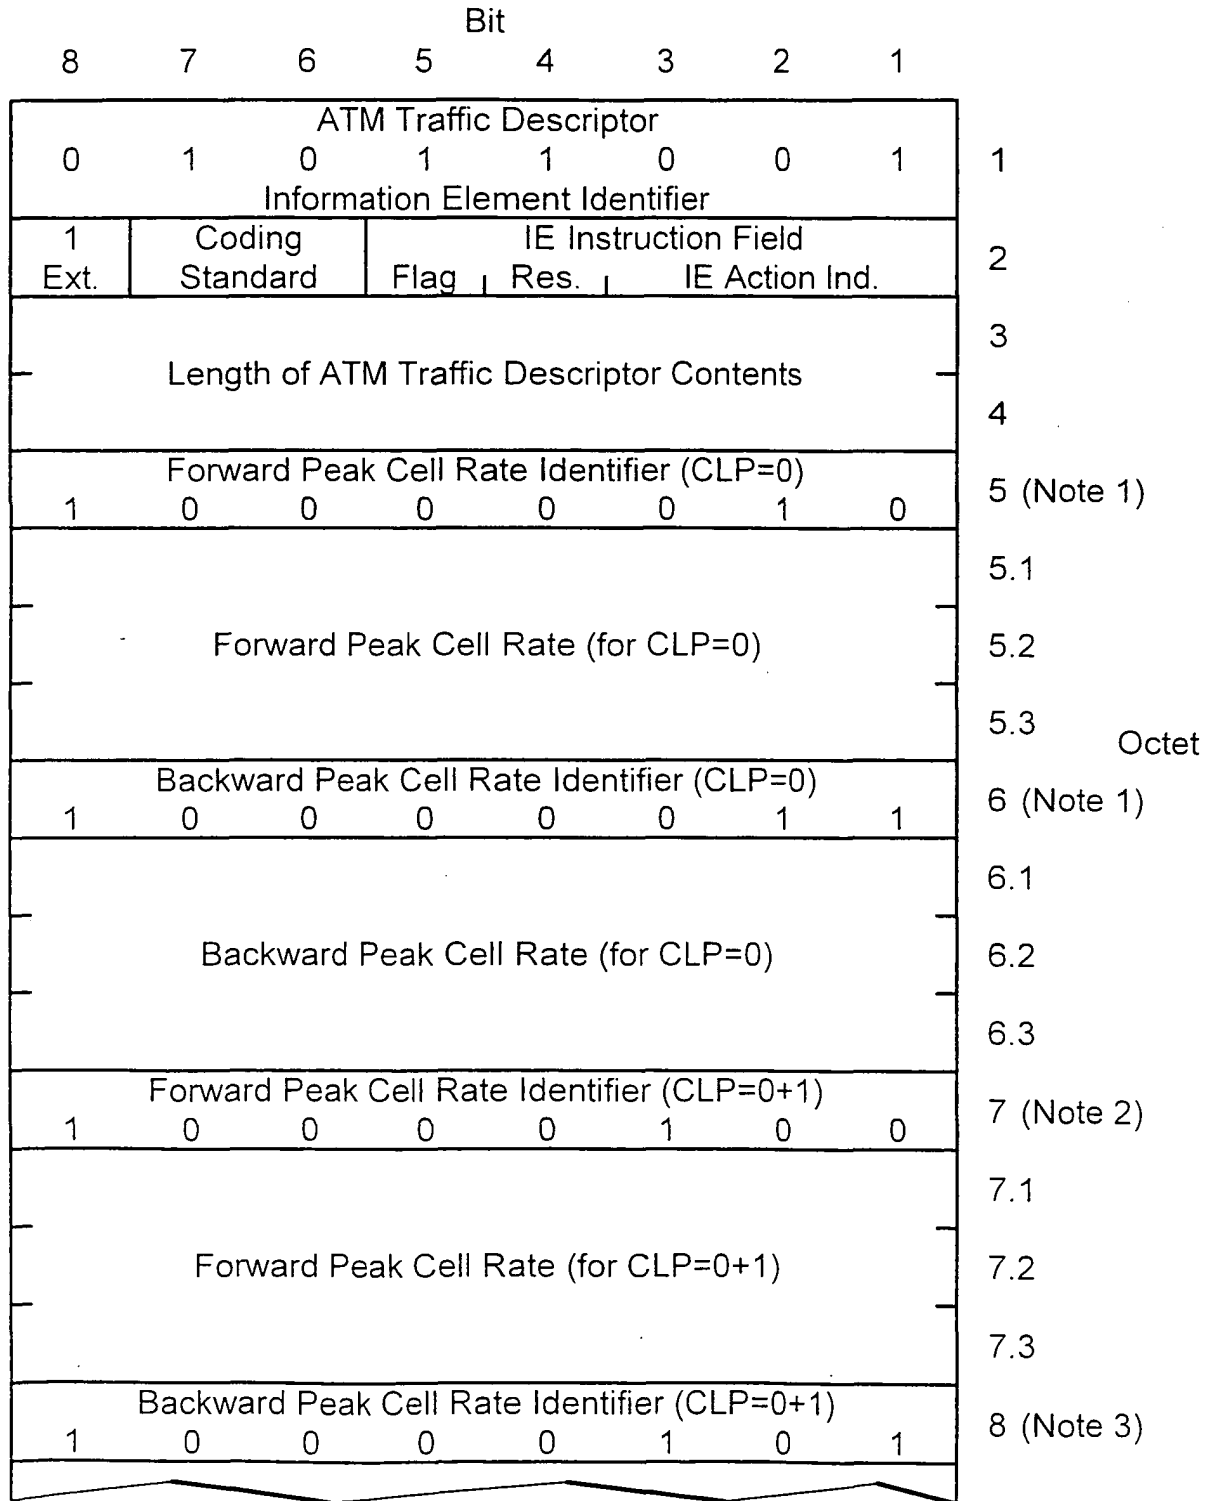 Bit
8 7 6 5 4 3 2 1
ATM Traffic Descriptor
0 1 0 1 1 0 0 1 1
Information Element Identifier
1 Coding IE Instruction Field
2
Ext. Standard Flag Res. IE Action Ind.
3
Length of ATM Traffic Descriptor Contents
4
Forward Peak Cell Rate Identifier (CLP=0)
5 (Note 1)
1 0 0 0 0 0 1 0
5.1
Forward Peak Cell Rate (for CLP=0) 5.2
5.3
Octet
Backward Peak Cell Rate Identifier (CLP=0)
6 (Note 1)
1 0 0 0 0 0 1 1
6.1
Backward Peak Cell Rate (for CLP=0) 6.2
6.3
Forward Peak Cell Rate Identifier (CLP=0+1)
7 (Note 2)
1 0 0 0 0 1 0 0
7.1
Forward Peak Cell Rate (for CLP=0+1) 7.2
7.3
Backward Peak Cell Rate Identifier (CLP=0+1)
8 (Note 3)
1 0 0 0 0 1 0 1